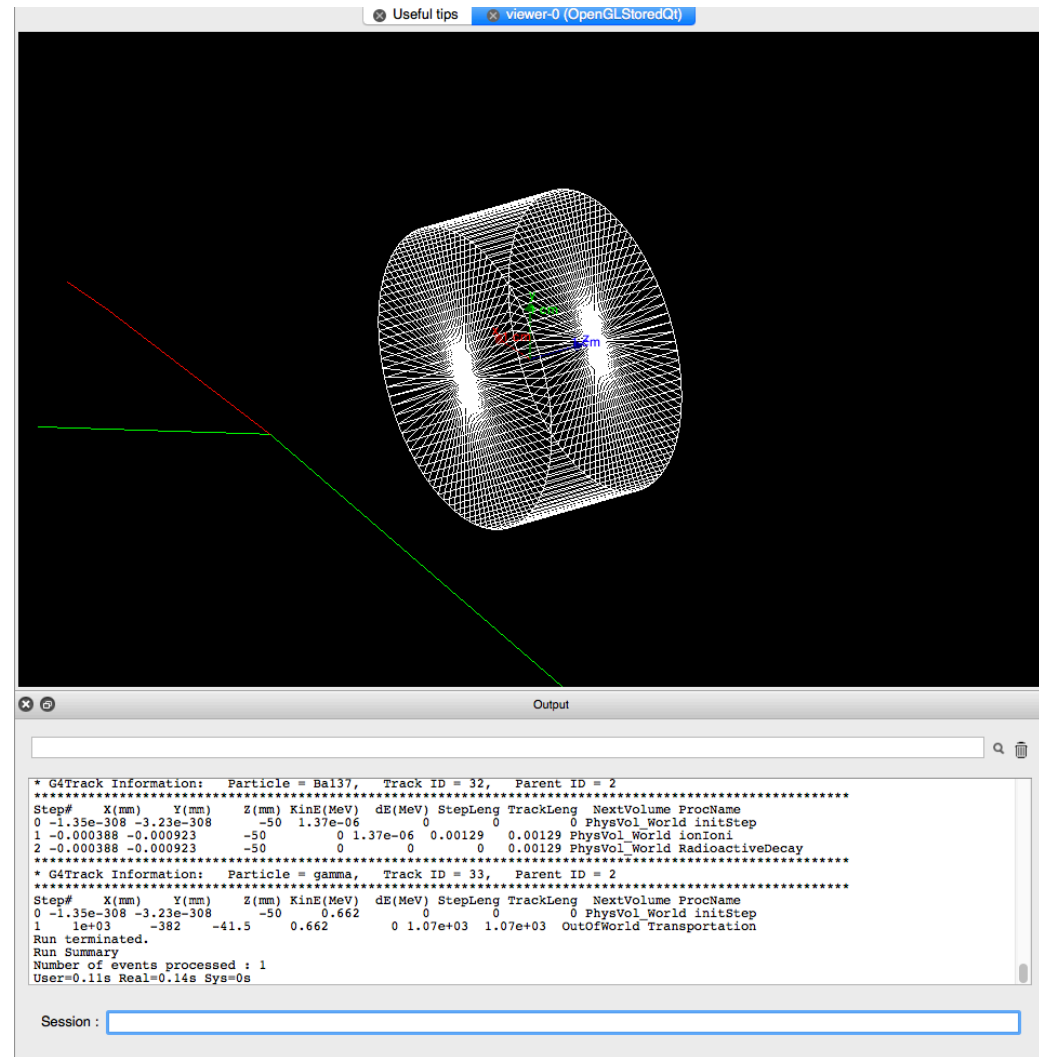 Useful tips viewer-0 (OpenGLStoredQt)
Output
* G4Track Information: Particle = Ba137, Track ID = 32, Parent ID = 2
*********************************************************************************************************
Step# X(mm) Y(mm) Z(mm) KinE(MeV) dE(MeV) StepLeng TrackLeng NextVolume ProcName
0 -1.35e-308 -3.23e-308 -50 1.37e-06 0 0 0 PhysVol_World initStep
1 -0.000388 -0.000923 -50 0 1.37e-06 0.00129 0.00129 PhysVol_World ionIoni
2 -0.000388 -0.000923 -50 0 0 0 0.00129 PhysVol_World RadioactiveDecay
*********************************************************************************************************
* G4Track Information: Particle = gamma, Track ID = 33, Parent ID = 2
*********************************************************************************************************
Step# X(mm) Y(mm) Z(mm) KinE(MeV) dE(MeV) StepLeng TrackLeng NextVolume ProcName
0 -1.35e-308 -3.23e-308 -50 0.662 0 0 0 PhysVol_World initStep
1 1e+03 -382 -41.5 0.662 0 1.07e+03 1.07e+03 OutOfWorld Transportation
Run terminated.
Run Summary
Number of events processed : 1
User=0.11s Real=0.14s Sys=0s
Session :